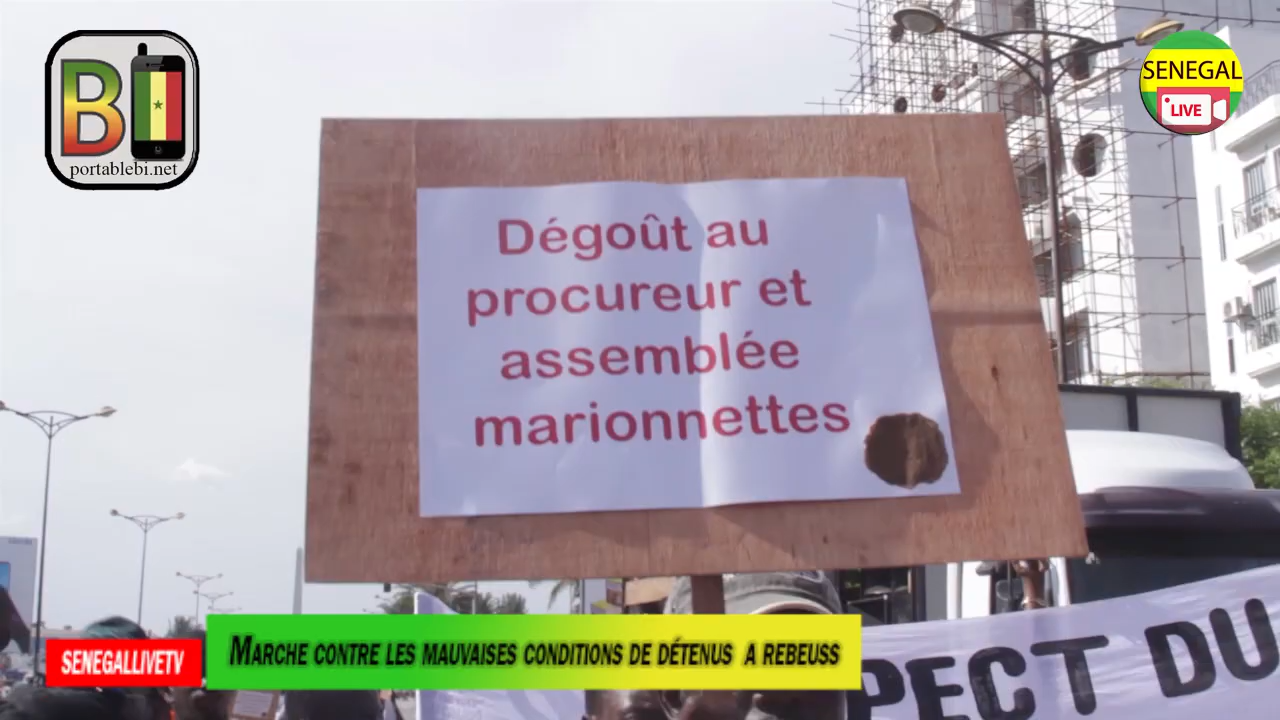 BI
portablebi.net
SENEGAL
LIVE
Dégoût au
procureur et
assemblée
marionnettes
SENEGALLIVETV
MARCHE CONTRE LES MAUVAISES CONDITIONS DE DÉTENUS A REBEUSS
PECT DU